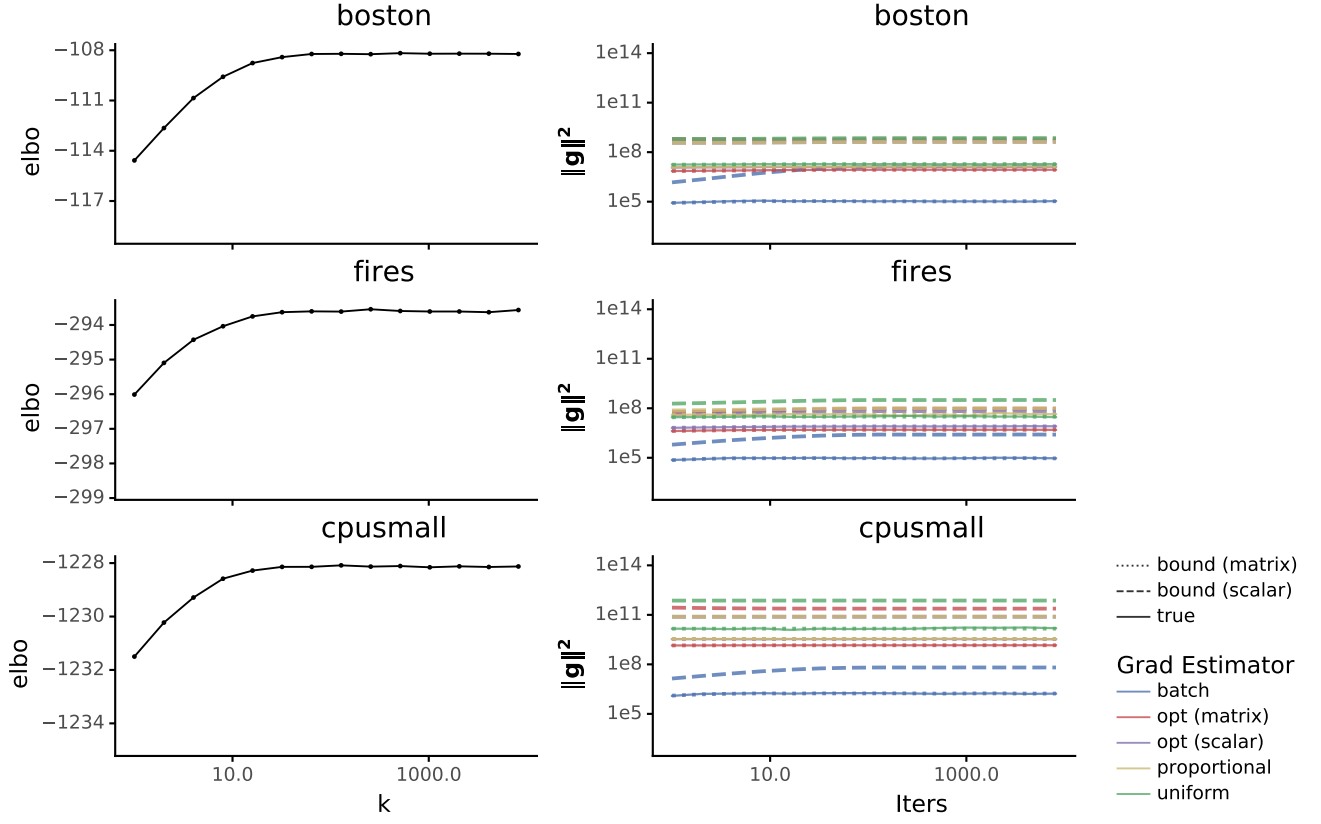 boston
elbo
−108
−111
−114
−117
boston
‖g‖²
1e14
1e11
1e8
1e5
fires
elbo
−294
−295
−296
−297
−298
−299
fires
‖g‖²
1e14
1e11
1e8
1e5
cpusmall
elbo
−1228
−1230
−1232
−1234
10.0
1000.0
k
cpusmall
‖g‖²
1e14
1e11
1e8
1e5
10.0
1000.0
Iters
bound (matrix)
bound (scalar)
true
Grad Estimator
batch
opt (matrix)
opt (scalar)
proportional
uniform